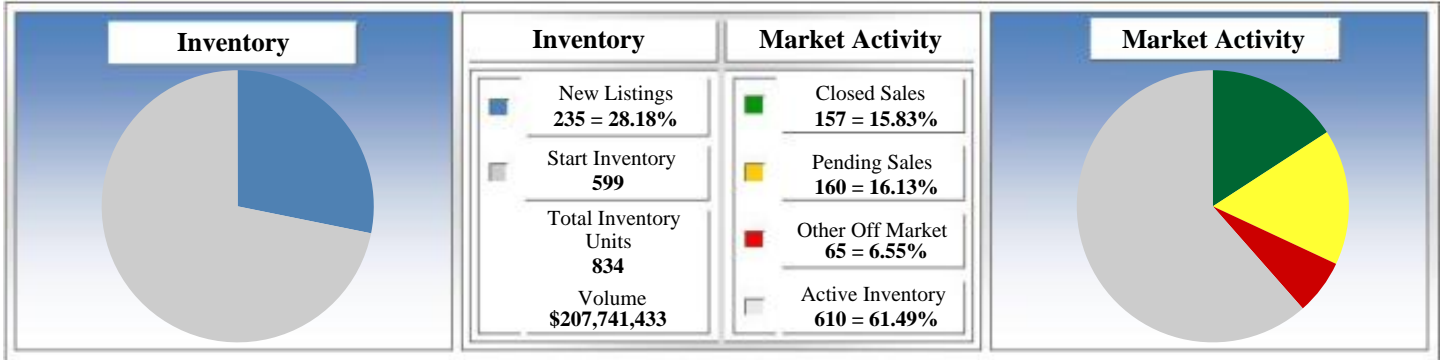 Inventory
Inventory
New Listings
235 = 28.18%
Start Inventory
599
Total Inventory
Units
834
Volume
$207,741,433
Market Activity
Closed Sales
157 = 15.83%
Pending Sales
160 = 16.13%
Other Off Market
65 = 6.55%
Active Inventory
610 = 61.49%
Market Activity